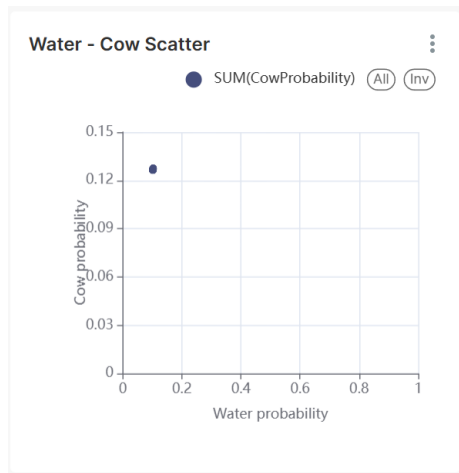 Water - Cow Scatter
SUM(CowProbability) All Inv
0.15
0.12
0.09
0.06
0.03
0
Cow probability
0 0.2 0.4 0.6 0.8 1
Water probability